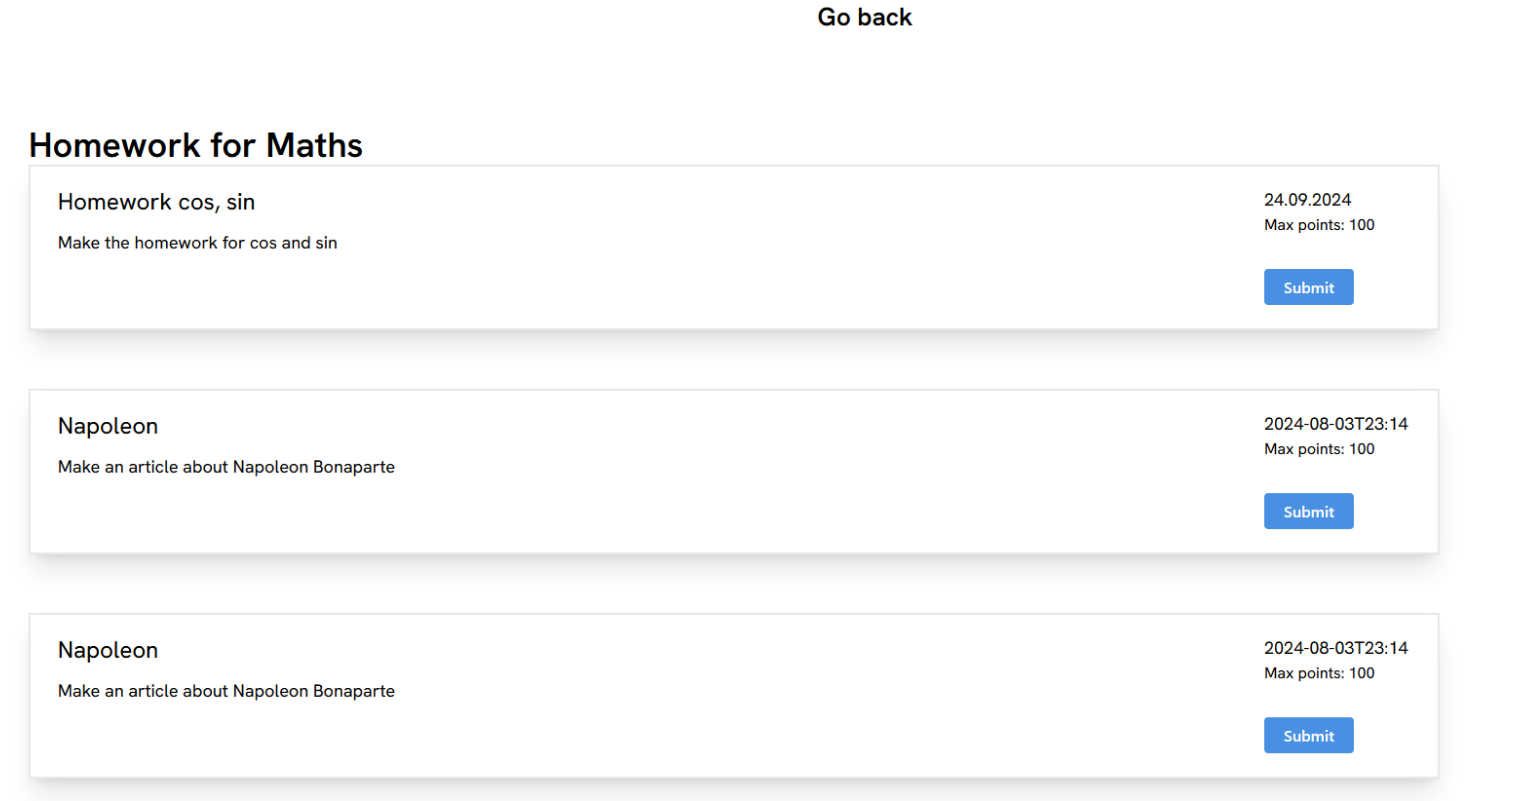 Go back
Homework for Maths
Homework cos, sin
24.09.2024
Make the homework for cos and sin
Max points: 100
Submit
Napoleon
2024-08-03T23:14
Make an article about Napoleon Bonaparte
Max points: 100
Submit
Napoleon
2024-08-03T23:14
Make an article about Napoleon Bonaparte
Max points: 100
Submit